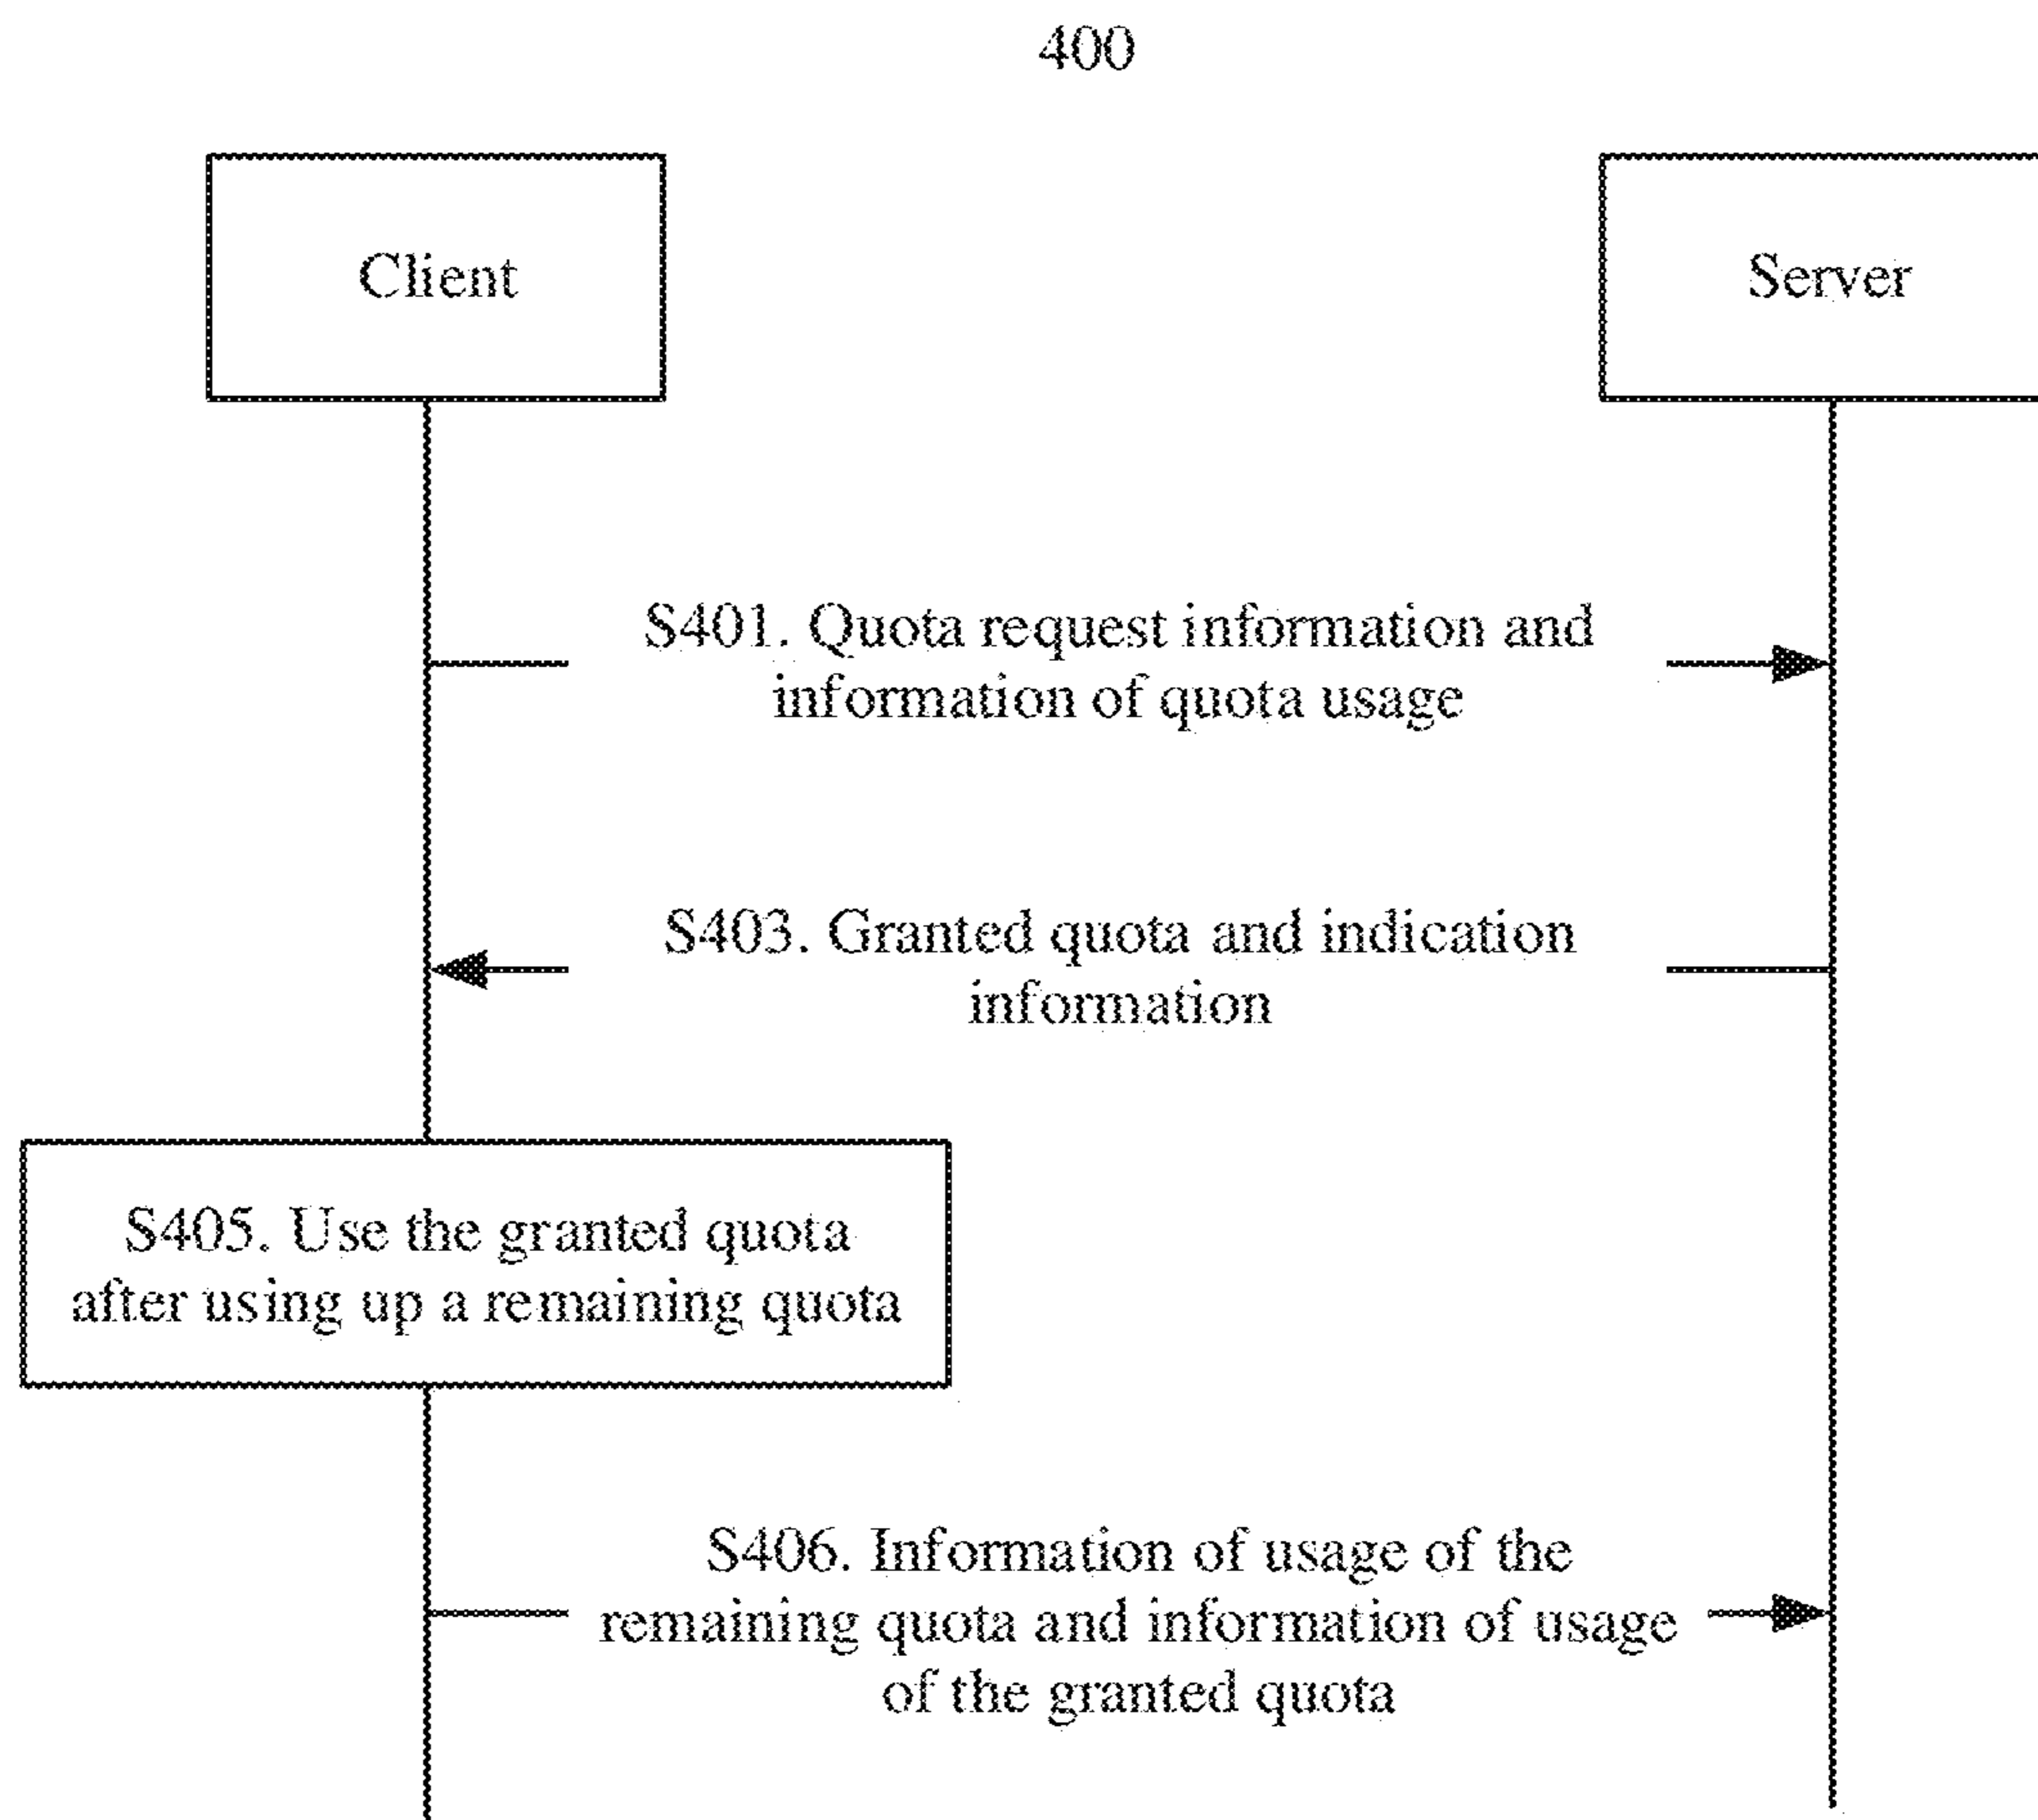 400
Client
Server
S401. Quota request information and
information of quota usage
S403. Granted quota and indication
information
S405. Use the granted quota
after using up a remaining quota
S406. Information of usage of the
remaining quota and information of usage
of the granted quota